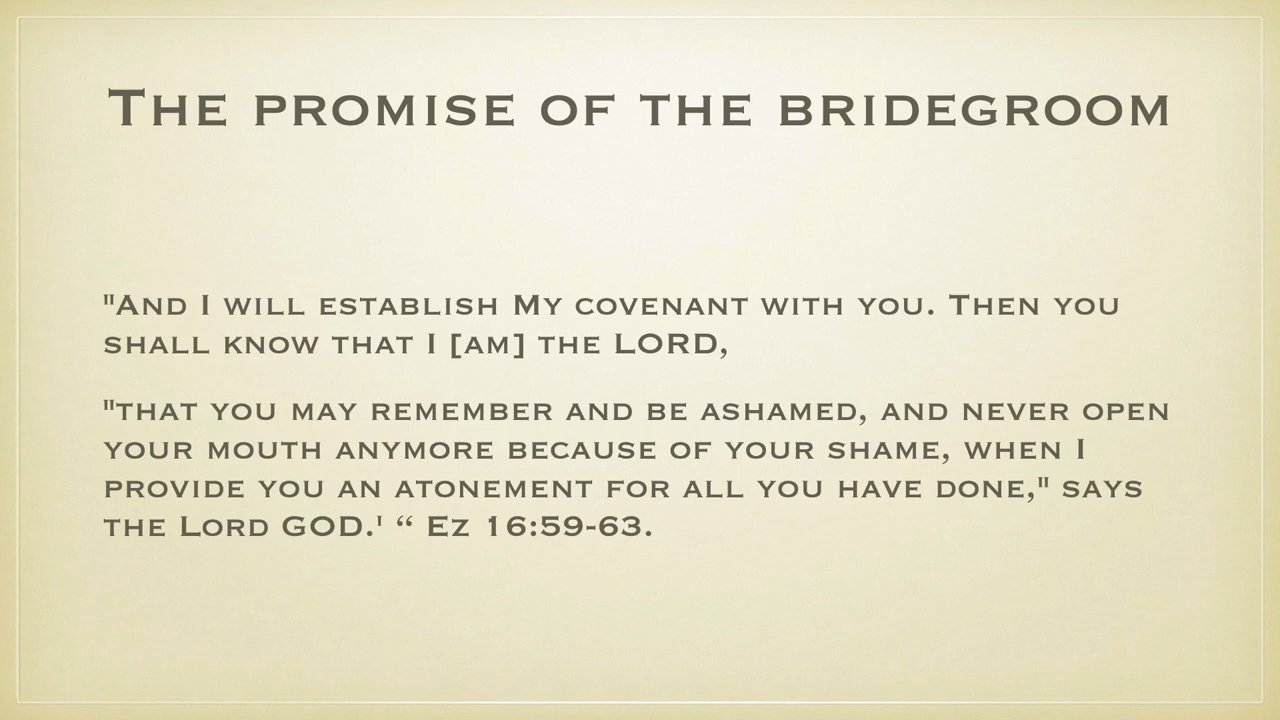 The promise of the bridegroom
"And I will establish My covenant with you. Then you
shall know that I [am] the LORD,
"that you may remember and be ashamed, and never open
your mouth anymore because of your shame, when I
provide you an atonement for all you have done," says
the Lord GOD.' “ Ez 16:59-63.